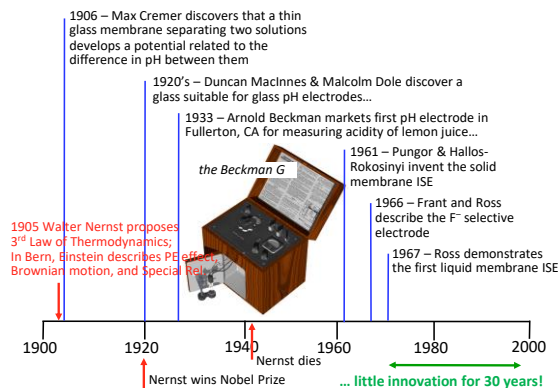 1906 – Max Cremer discovers that a thin
glass membrane separating two solutions
develops a potential related to the
difference in pH between them
1920's – Duncan MacInnes & Malcolm Dole discover a
glass suitable for glass pH electrodes…
1933 – Arnold Beckman markets first pH electrode in
Fullerton, CA for measuring acidity of lemon juice…
the Beckman G
1961 – Pungor & Hallos-
Rokosinyi invent the solid
membrane ISE
1966 – Frant and Ross
describe the F⁻ selective
electrode
1967 – Ross demonstrates
the first liquid membrane ISE
1905 Walter Nernst proposes
3rd Law of Thermodynamics;
In Bern, Einstein describes PE effect,
Brownian motion, and Special Rel.
1900
1920
1940
1960
1980
2000
Nernst dies
Nernst wins Nobel Prize
… little innovation for 30 years!